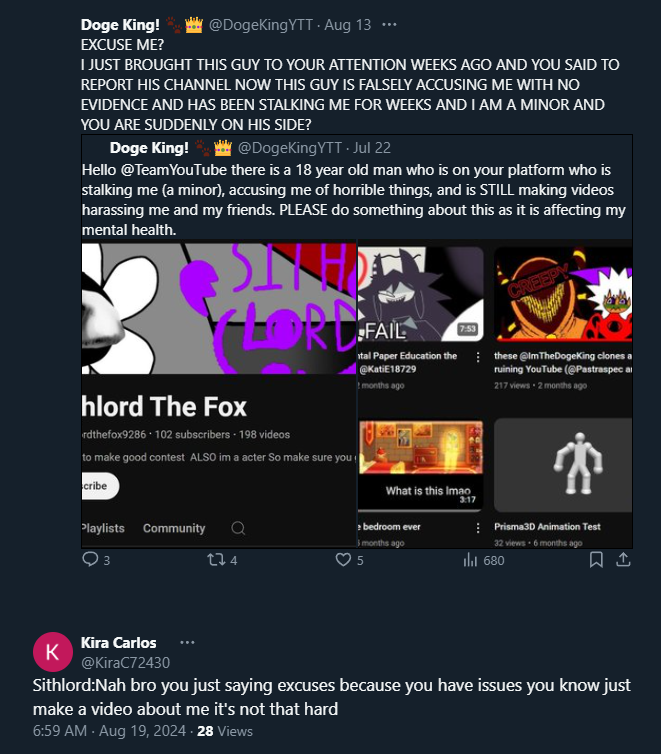 Doge King! 🐾👑 @DogeKingYTT · Aug 13 ···
EXCUSE ME?
I JUST BROUGHT THIS GUY TO YOUR ATTENTION WEEKS AGO AND YOU SAID TO
REPORT HIS CHANNEL NOW THIS GUY IS FALSELY ACCUSING ME WITH NO
EVIDENCE AND HAS BEEN STALKING ME FOR WEEKS AND I AM A MINOR AND
YOU ARE SUDDENLY ON HIS SIDE?
Doge King! 🐾👑 @DogeKingYTT · Jul 22
Hello @TeamYouTube there is a 18 year old man who is on your platform who is
stalking me (a minor), accusing me of horrible things, and is STILL making videos
harassing me and my friends. PLEASE do something about this as it is affecting my
mental health.
SITH
LORD
hlord The Fox
rdthefox9286 · 102 subscribers · 198 videos
to make good contest ALSO im a acter So make sure you
cribe
Playlists Community
FAIL
7:53
tal Paper Education the
@KatiE18729
months ago
CREEPY
these @ImTheDogeKing clones a
ruining YouTube (@Pastraspec a
217 views · 2 months ago
What is this lmao
3:17
e bedroom ever
months ago
Prisma3D Animation Test
32 views · 6 months ago
3 4 5 680
K
Kira Carlos ···
@KiraC72430
Sithlord:Nah bro you just saying excuses because you have issues you know just
make a video about me it's not that hard
6:59 AM · Aug 19, 2024 · 28 Views